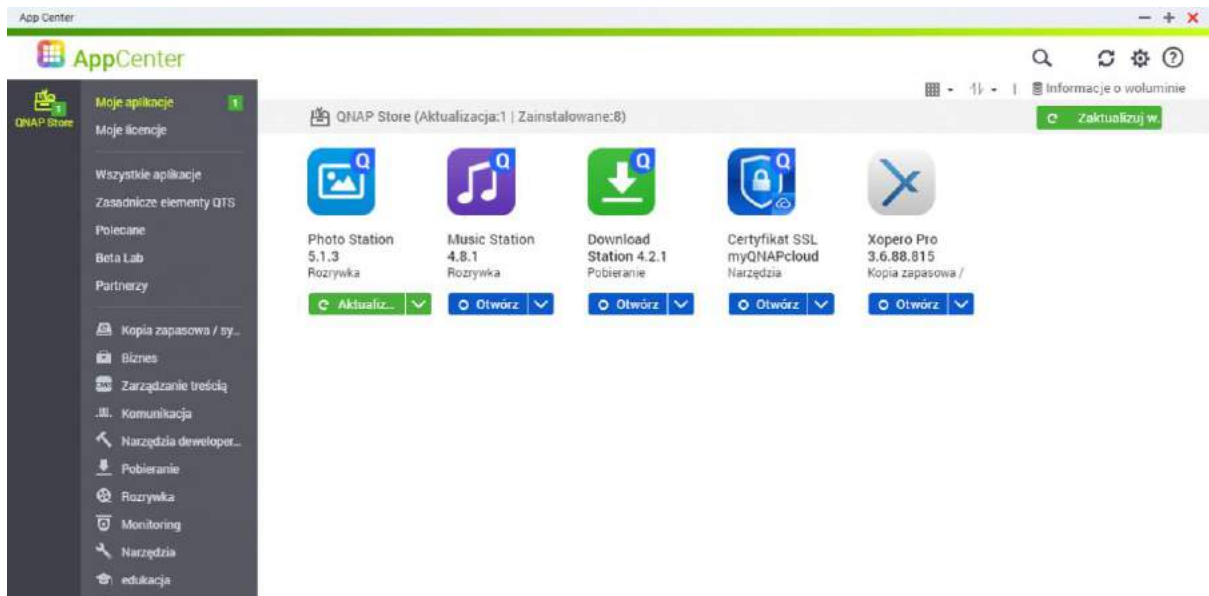 App Center
AppCenter
Informacje o woluminie
QNAP Store
1
Moje aplikacje 1
Moje licencje
Wszystkie aplikacje
Zasadnicze elementy QTS
Polecane
Beta Lab
Partnerzy
Kopia zapasowa / sy...
Biznes
Zarządzanie treścią
Komunikacja
Narzędzia deweloper...
Pobieranie
Rozrywka
Monitoring
Narzędzia
edukacja
QNAP Store (Aktualizacja:1 | Zainstalowane:8)
Zaktualizuj w.
Photo Station
5.1.3
Rozrywka
Aktualiz...
Music Station
4.8.1
Rozrywka
Otwórz
Download
Station 4.2.1
Pobieranie
Otwórz
Certyfikat SSL
myQNAPcloud
Narzędzia
Otwórz
Xopero Pro
3.6.88.815
Kopia zapasowa /
Otwórz